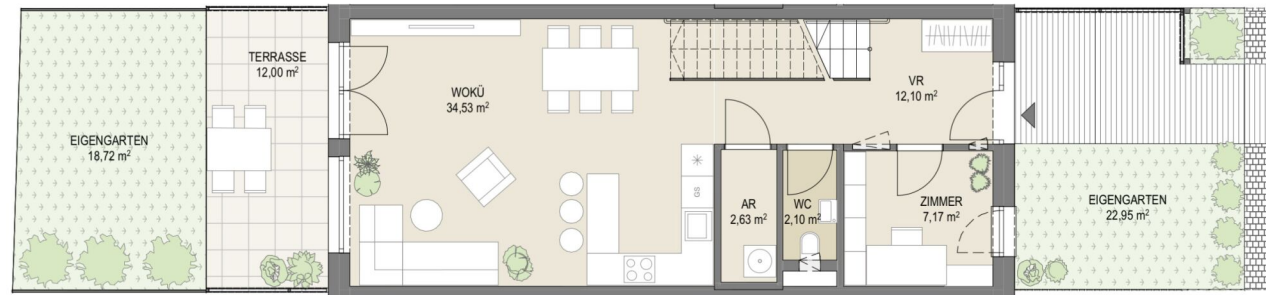 EIGENGARTEN
18,72 m²
TERRASSE
12,00 m²
WOKÜ
34,53 m²
GS
VR
12,10 m²
AR
2,63 m²
WC
2,10 m²
ZIMMER
7,17 m²
EIGENGARTEN
22,95 m²